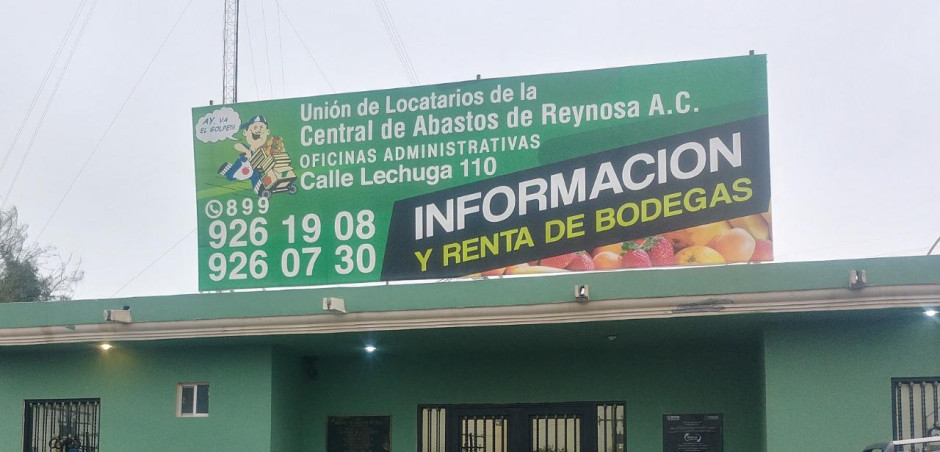 Unión de Locatarios de la
Central de Abastos de Reynosa A.C.
OFICINAS ADMINISTRATIVAS
Calle Lechuga 110
AY, VA
EL GOLPE!!
899
926 19 08
926 07 30
INFORMACION
Y RENTA DE BODEGAS